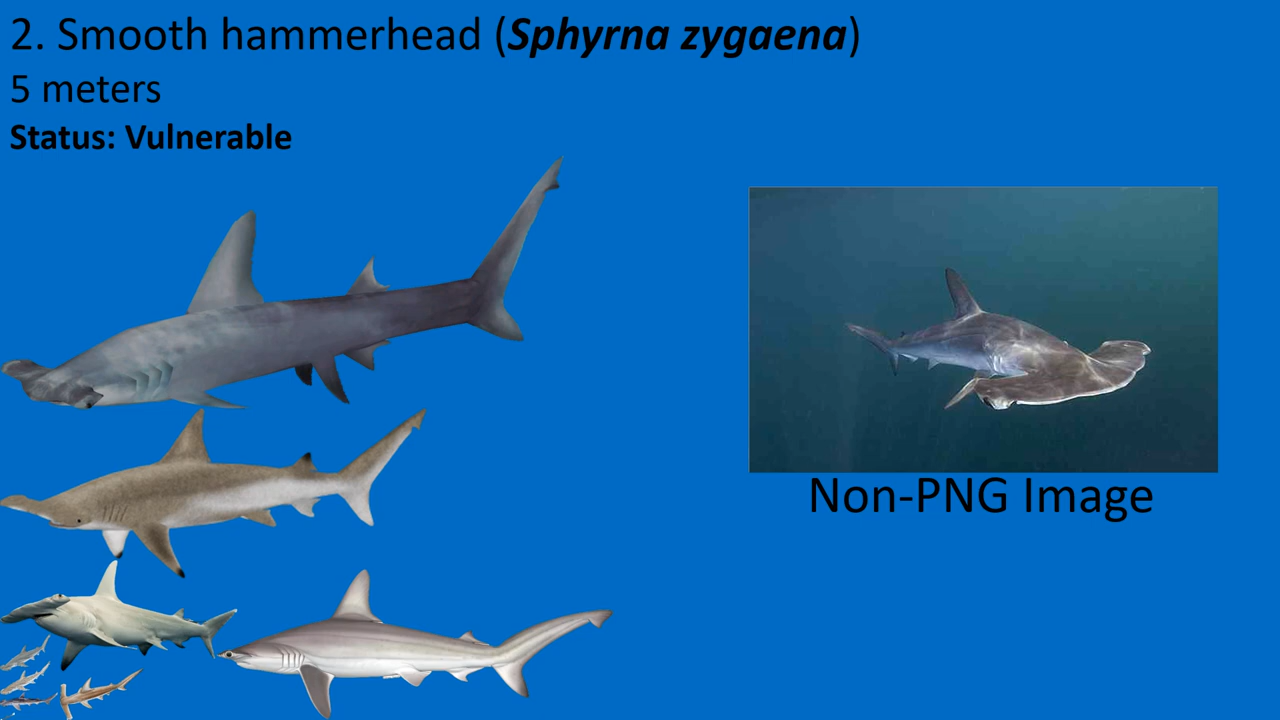 2. Smooth hammerhead (Sphyrna zygaena)
5 meters
Status: Vulnerable
Non-PNG Image